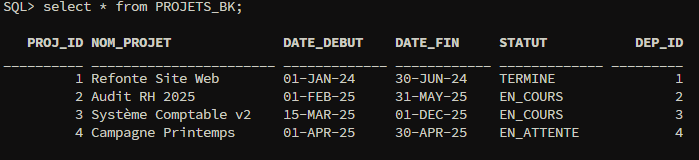 SQL> select * from PROJETS_BK;
PROJ_ID NOM_PROJET DATE_DEBUT DATE_FIN STATUT DEP_ID
1 Refonte Site Web 01-JAN-24 30-JUN-24 TERMINE 1
2 Audit RH 2025 01-FEB-25 31-MAY-25 EN_COURS 2
3 Système Comptable v2 15-MAR-25 01-DEC-25 EN_COURS 3
4 Campagne Printemps 01-APR-25 30-APR-25 EN_ATTENTE 4